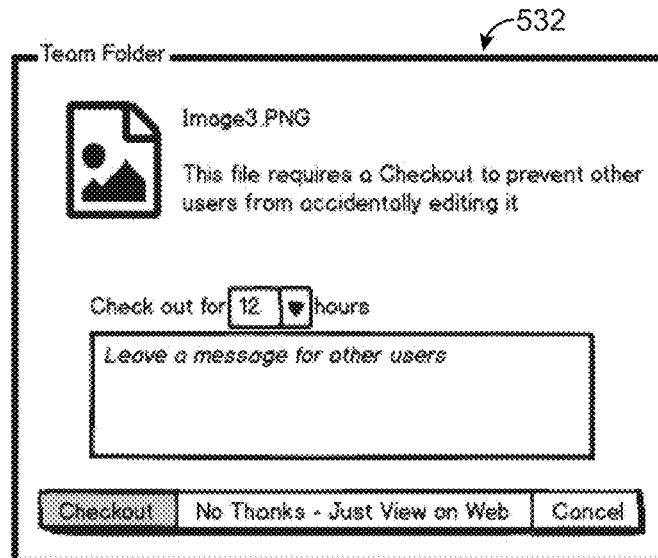 532
Team Folder
Image3.PNG
This file requires a Checkout to prevent other
users from accidentally editing it
Check out for 12 hours
Leave a message for other users
Checkout No Thanks - Just View on Web Cancel